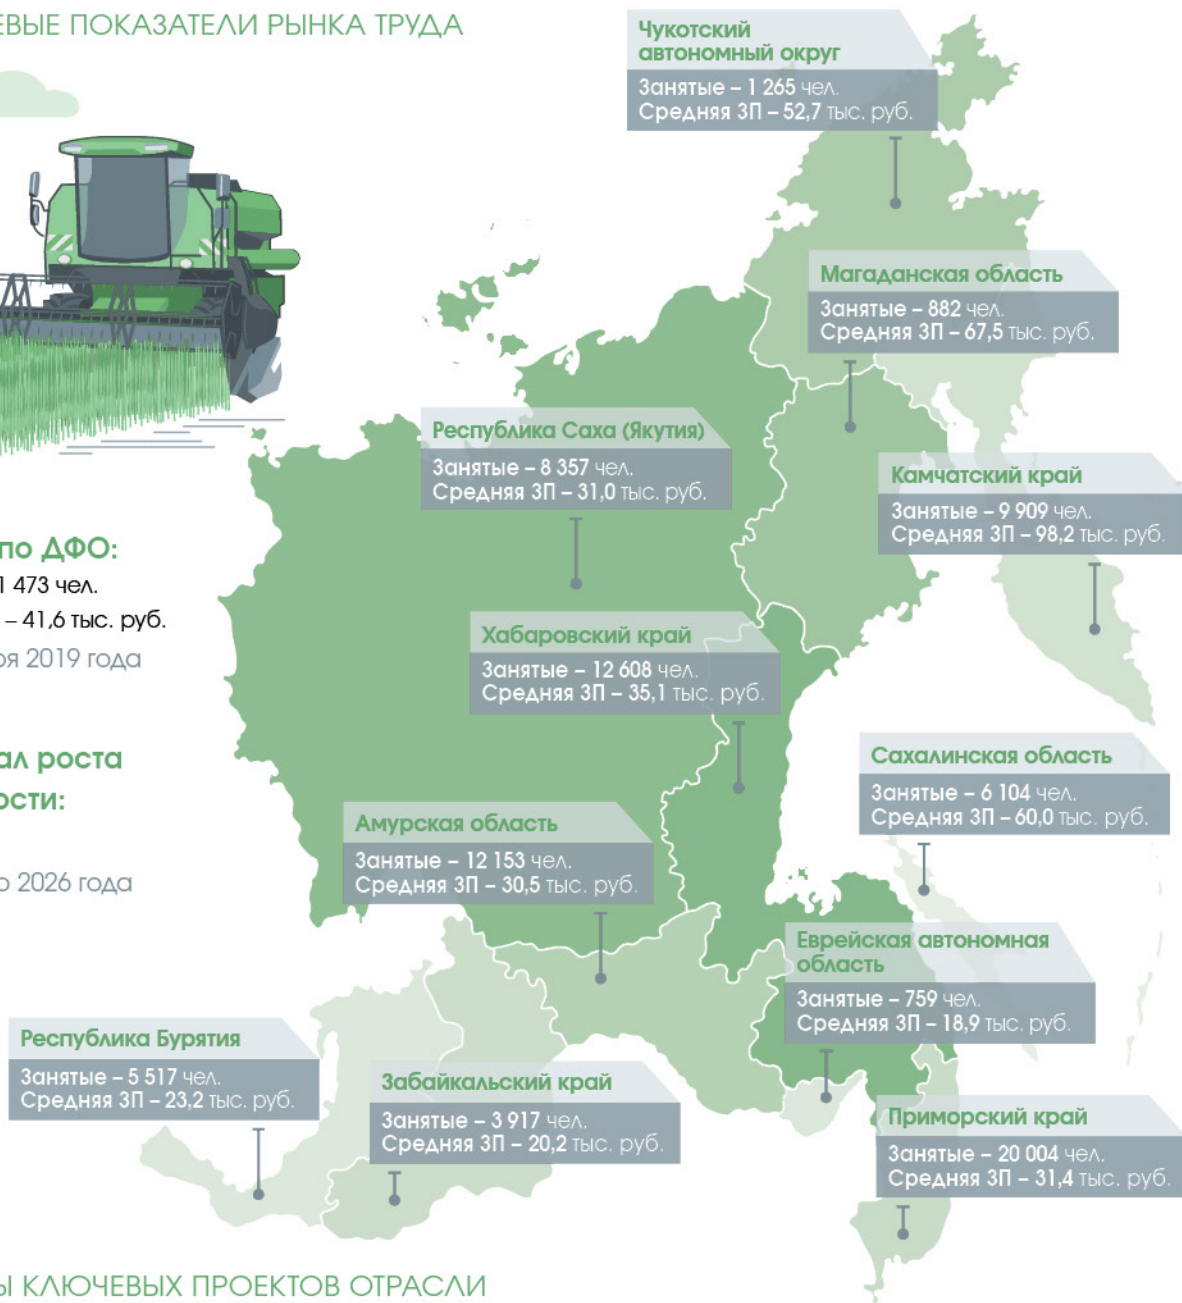 ЕВЫЕ ПОКАЗАТЕЛИ РЫНКА ТРУДА
Чукотский
автономный округ
Занятые – 1 265 чел.
Средняя ЗП – 52,7 тыс. руб.
Магаданская область
Занятые – 882 чел.
Средняя ЗП – 67,5 тыс. руб.
Республика Саха (Якутия)
Занятые – 8 357 чел.
Средняя ЗП – 31,0 тыс. руб.
Камчатский край
Занятые – 9 909 чел.
Средняя ЗП – 98,2 тыс. руб.
по ДФО:
1 473 чел.
– 41,6 тыс. руб.
ря 2019 года
Хабаровский край
Занятые – 12 608 чел.
Средняя ЗП – 35,1 тыс. руб.
ал роста
ости:
о 2026 года
Сахалинская область
Занятые – 6 104 чел.
Средняя ЗП – 60,0 тыс. руб.
Амурская область
Занятые – 12 153 чел.
Средняя ЗП – 30,5 тыс. руб.
Еврейская автономная
область
Занятые – 759 чел.
Средняя ЗП – 18,9 тыс. руб.
Республика Бурятия
Занятые – 5 517 чел.
Средняя ЗП – 23,2 тыс. руб.
Забайкальский край
Занятые – 3 917 чел.
Средняя ЗП – 20,2 тыс. руб.
Приморский край
Занятые – 20 004 чел.
Средняя ЗП – 31,4 тыс. руб.
Ы КЛЮЧЕВЫХ ПРОЕКТОВ ОТРАСЛИ